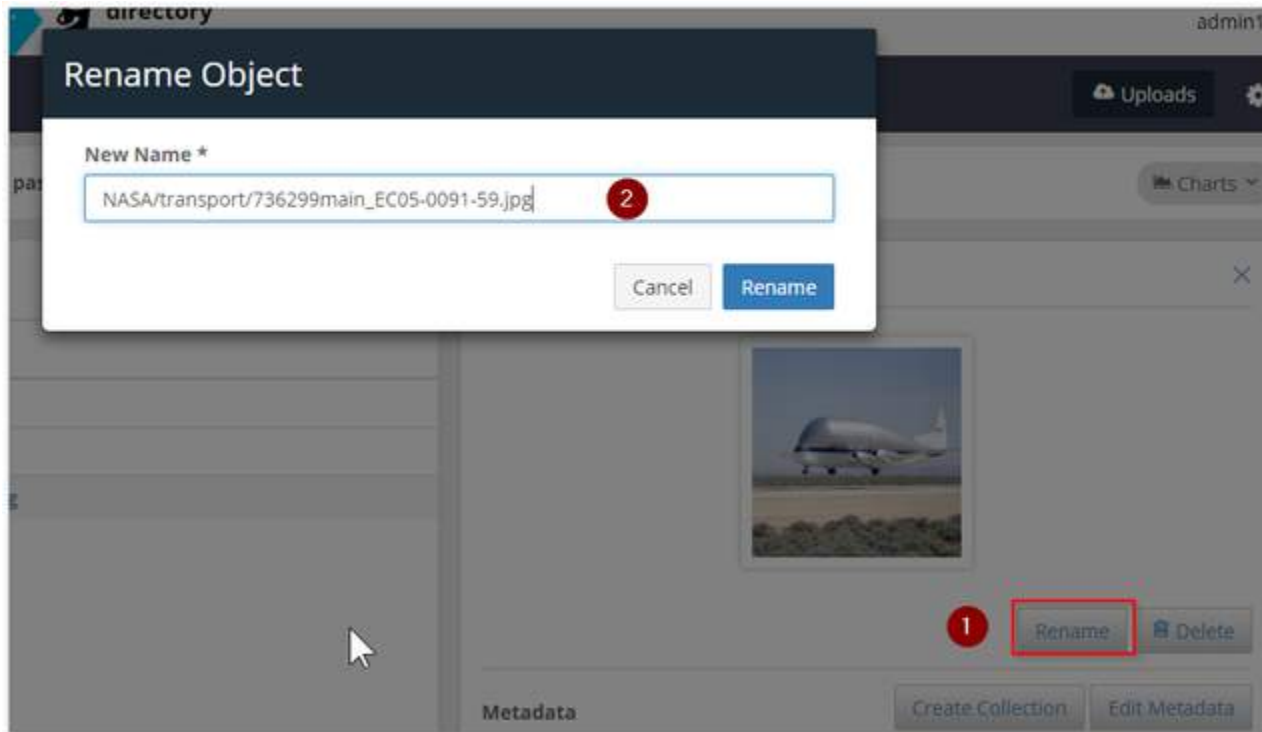 directory
admin1
Rename Object
Uploads
New Name *
pas
Charts
NASA/transport/736299main_EC05-0091-59.jpg
2
Cancel
Rename
1
Rename
Delete
Metadata
Create Collection
Edit Metadata